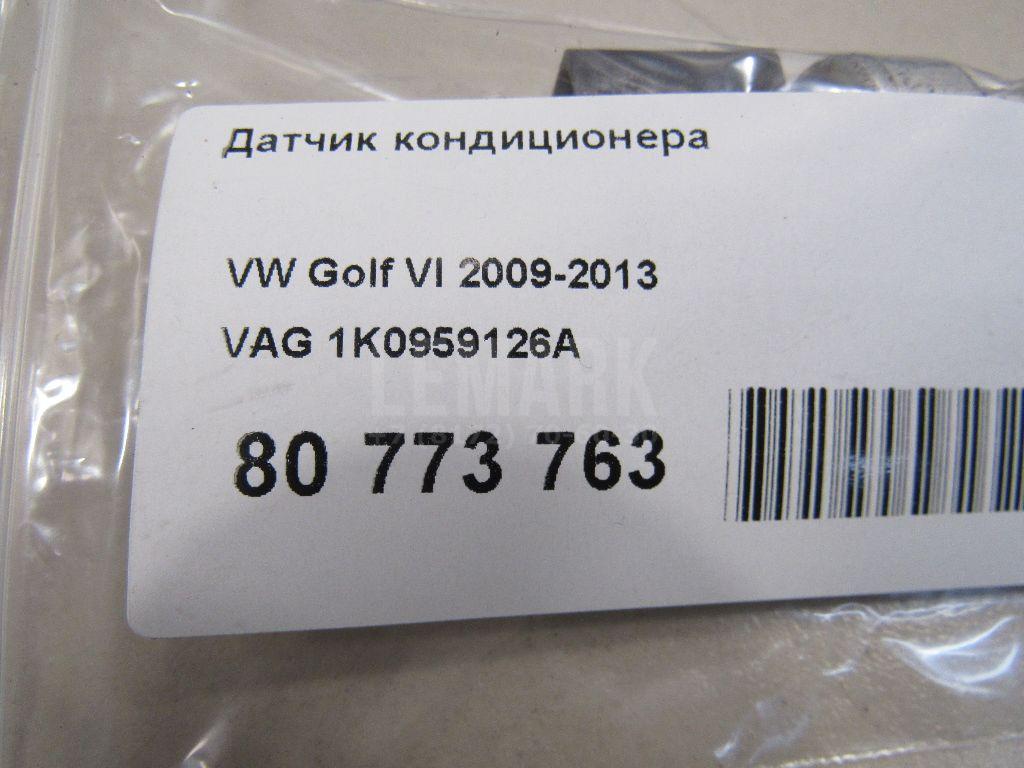 Датчик кондиционера
VW Golf VI 2009-2013
VAG 1K0959126A
LEMARK
80 773 763